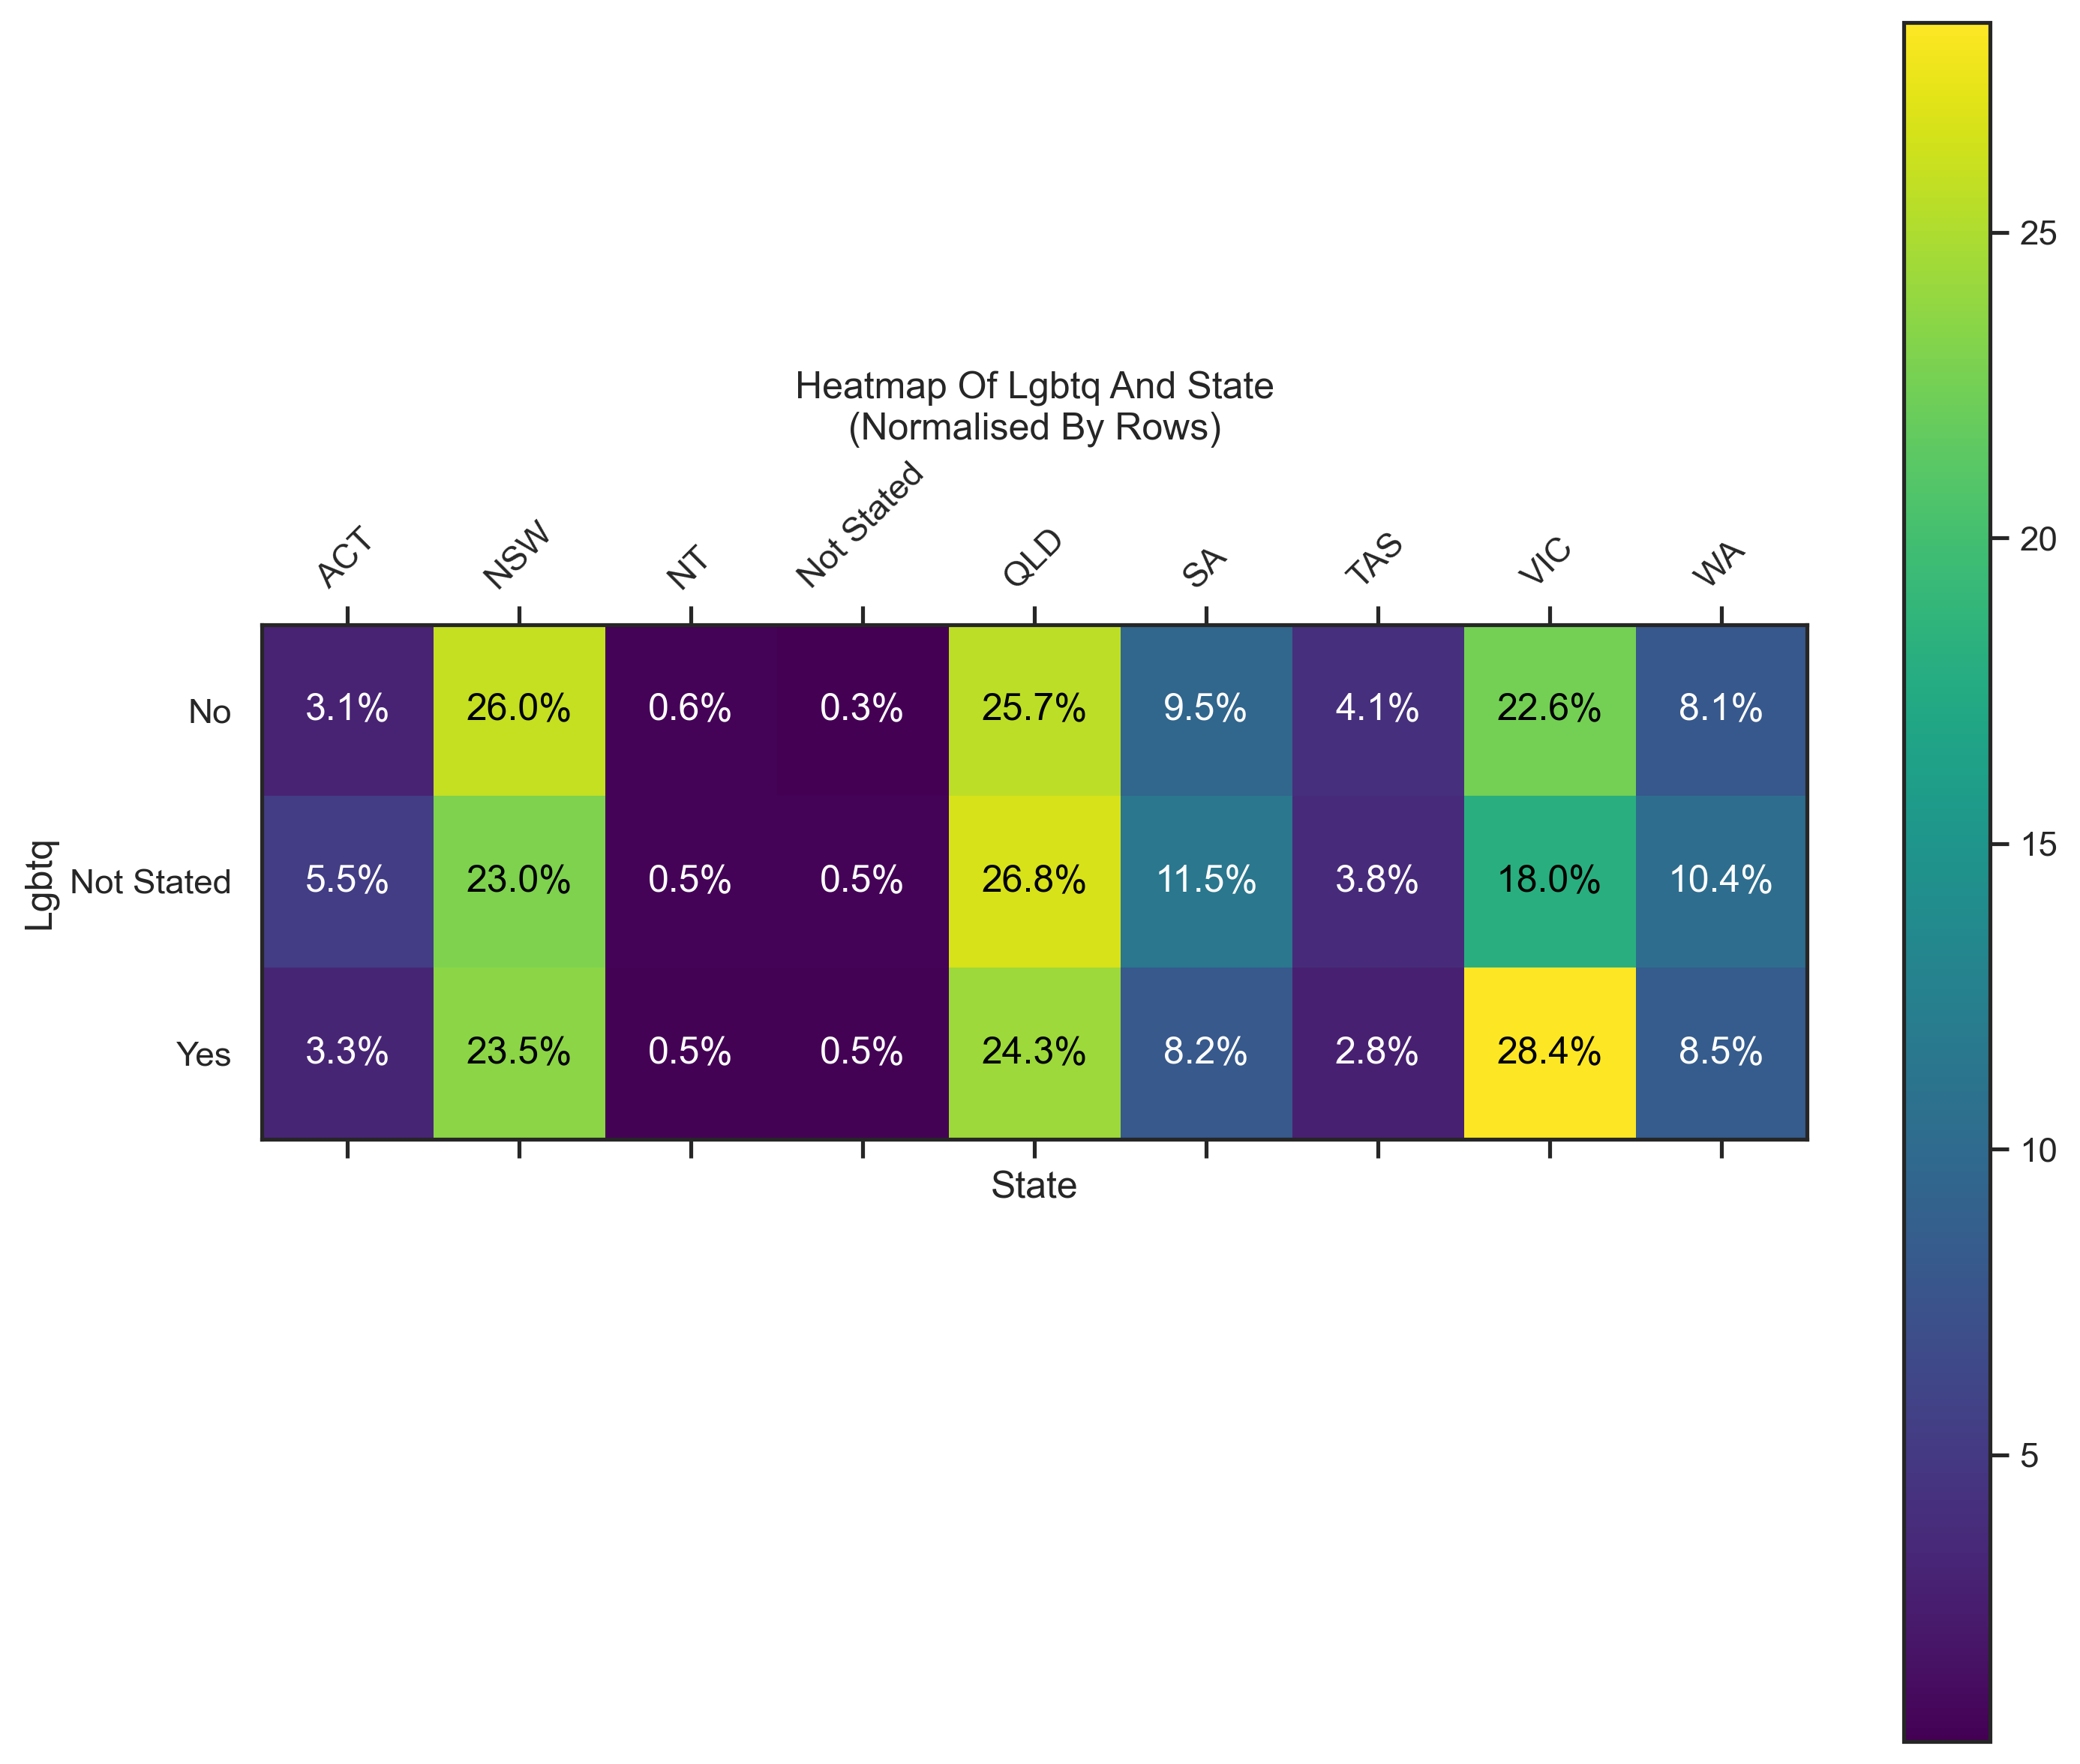 Heatmap Of Lgbtq And State
(Normalised By Rows)
ACT NSW NT Not Stated QLD SA TAS VIC WA
No 3.1% 26.0% 0.6% 0.3% 25.7% 9.5% 4.1% 22.6% 8.1%
Not Stated 5.5% 23.0% 0.5% 0.5% 26.8% 11.5% 3.8% 18.0% 10.4%
Yes 3.3% 23.5% 0.5% 0.5% 24.3% 8.2% 2.8% 28.4% 8.5%
Lgbtq
State
25
20
15
10
5